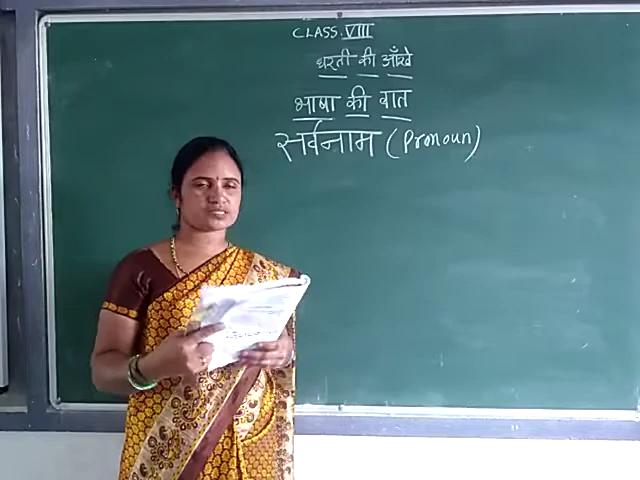 CLASS. VIII
धरती की आँखे
भाषा की बात
सर्वनाम (Pronoun)